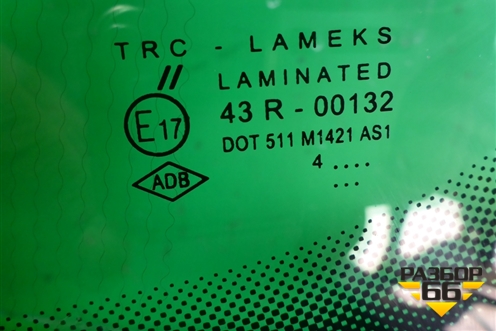 TRC - LAMEKS
//
LAMINATED
E17
43 R - 00132
DOT 511 M1421 AS1
ADB
4 ....
...
РАЗБОР
66